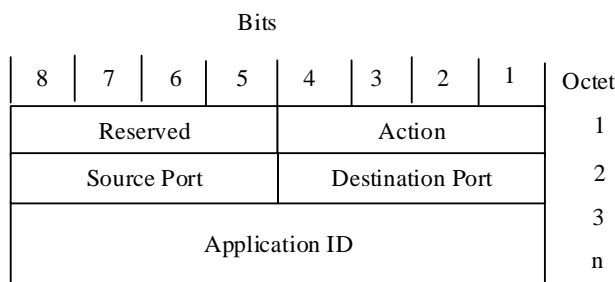 Bits
8 7 6 5 4 3 2 1 Octet
Reserved Action 1
Source Port Destination Port 2
3
Application ID
n